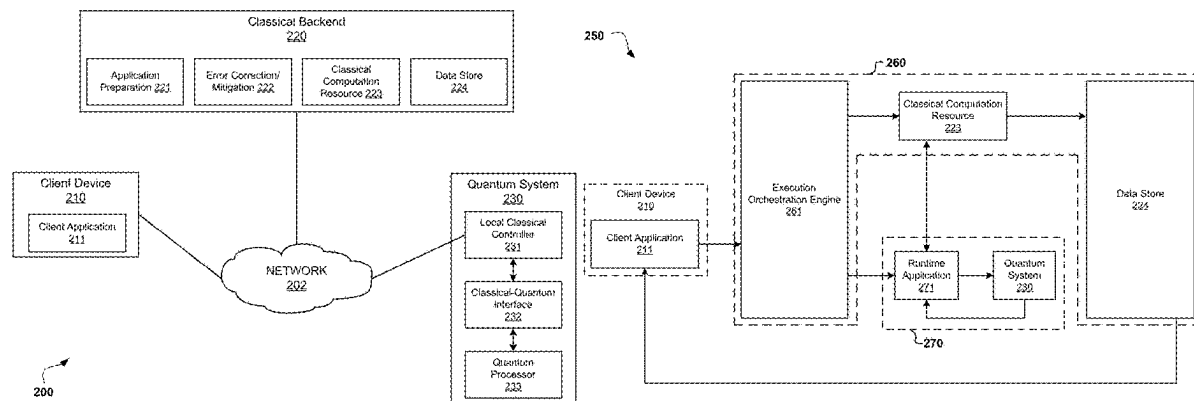 Classical Backend
220
Application
Preparation 221
Error Correction/
Mitigation 222
Classical
Computation
Resource 223
Data Store
224
Client Device
210
Client Application
211
NETWORK
202
Quantum System
230
Local Classical
Controller
231
Classical-Quantum
Interface
232
Quantum
Processor
233
200
250
260
Client Device
210
Client Application
211
Execution
Orchestration Engine
261
Classical Computation
Resource
223
Runtime
Application
271
Quantum
System
230
270
Data Store
224